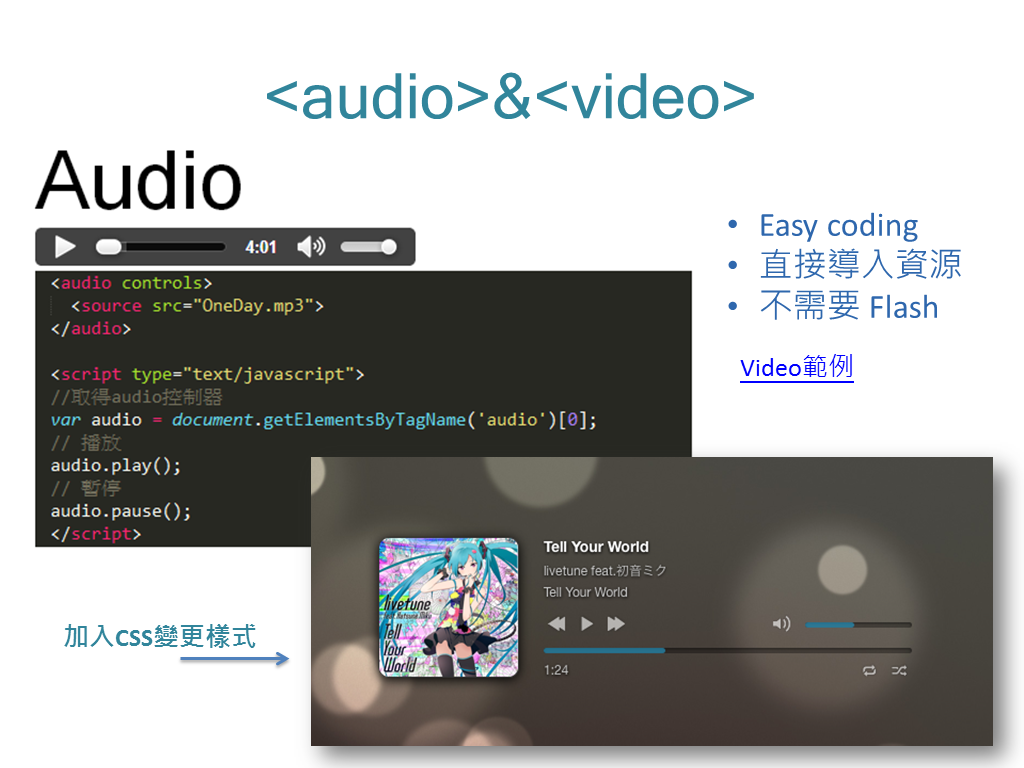 <audio>&<video>
Audio
4:01
<audio controls>
<source src="OneDay.mp3">
</audio>
<script type="text/javascript">
//取得audio控制器
var audio = document.getElementsByTagName('audio')[0];
// 播放
audio.play();
// 暫停
audio.pause();
</script>
• Easy coding
• 直接導入資源
• 不需要 Flash
Video範例
加入css變更樣式
livetune
feat. Hatsune Miku
Tell
Your
World
Tell Your World
livetune feat.初音ミク
Tell Your World
1:24